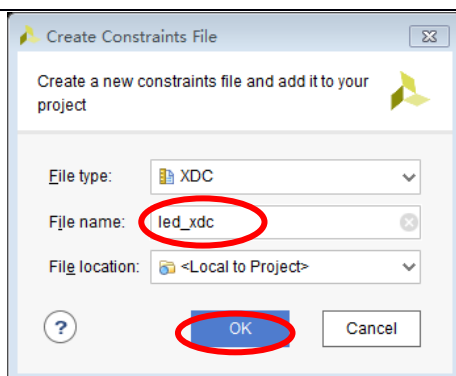 Create Constraints File
Create a new constraints file and add it to your
project
File type: XDC
File name: led_xdc
File location: <Local to Project>
? OK Cancel